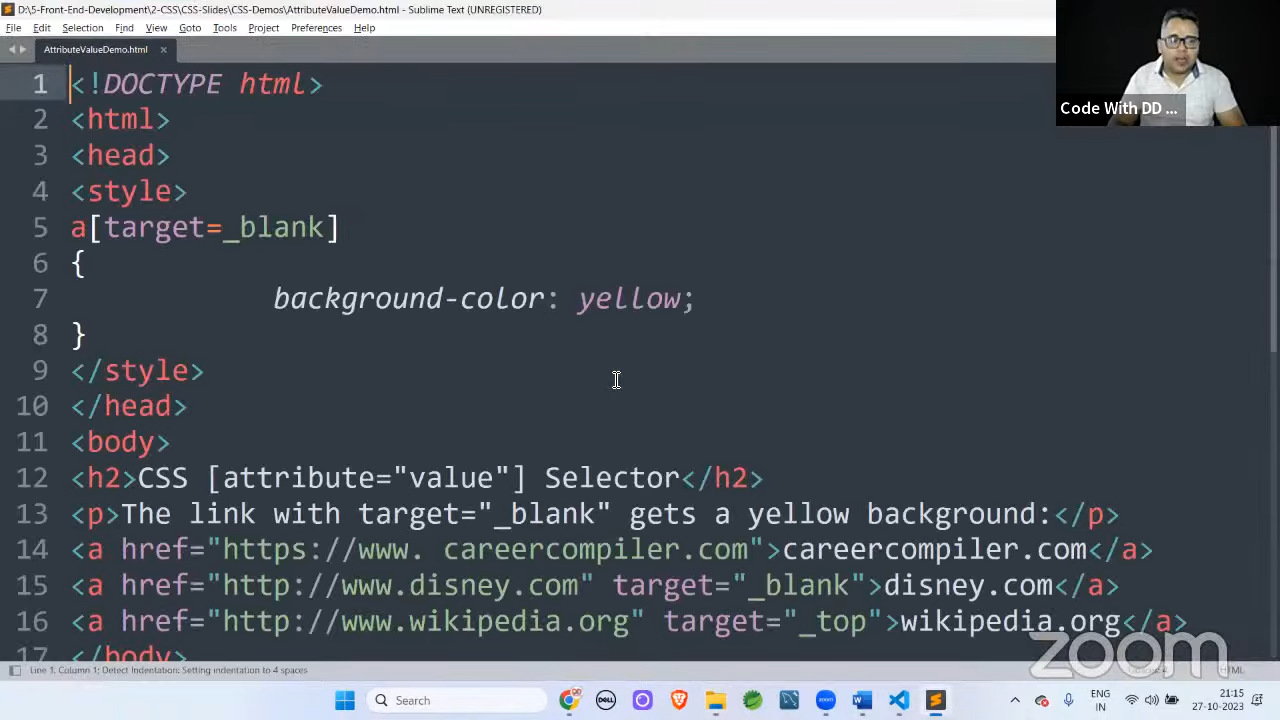 D:\5-Front-End-Development\2-CSS\CSS-Slides\CSS-Demos\AttributeValueDemo.html - Sublime Text (UNREGISTERED)
File Edit Selection Find View Goto Tools Project Preferences Help
AttributeValueDemo.html ×
Code With DD ...
1 <!DOCTYPE html>
2 <html>
3 <head>
4 <style>
5 a[target=_blank]
6 {
7 background-color: yellow;
8 }
9 </style>
10 </head>
11 <body>
12 <h2>CSS [attribute="value"] Selector</h2>
13 <p>The link with target="_blank" gets a yellow background:</p>
14 <a href="https://www. careercompiler.com">careercompiler.com</a>
15 <a href="http://www.disney.com" target="_blank">disney.com</a>
16 <a href="http://www.wikipedia.org" target="_top">wikipedia.org</a>
17 </body>
zoom
Line 1, Column 1; Detect Indentation: Setting indentation to 4 spaces
HTML
Search
DELL
ENG
IN
21:15
27-10-2023